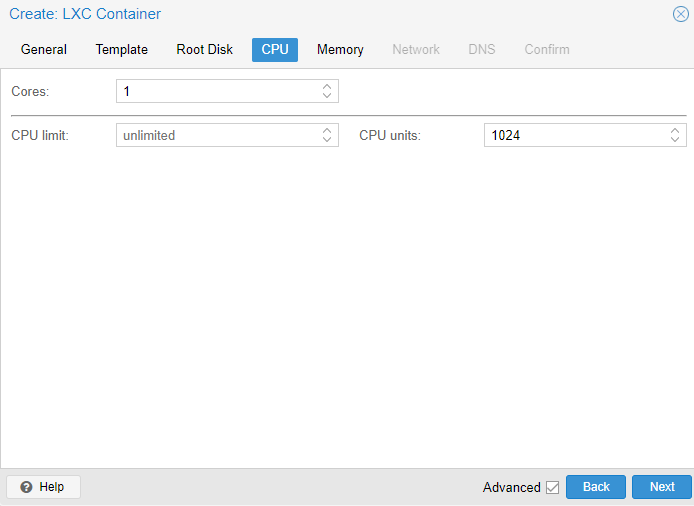 Create: LXC Container
General Template Root Disk CPU Memory Network DNS Confirm
Cores: 1
CPU limit: unlimited CPU units: 1024
Help Advanced Back Next